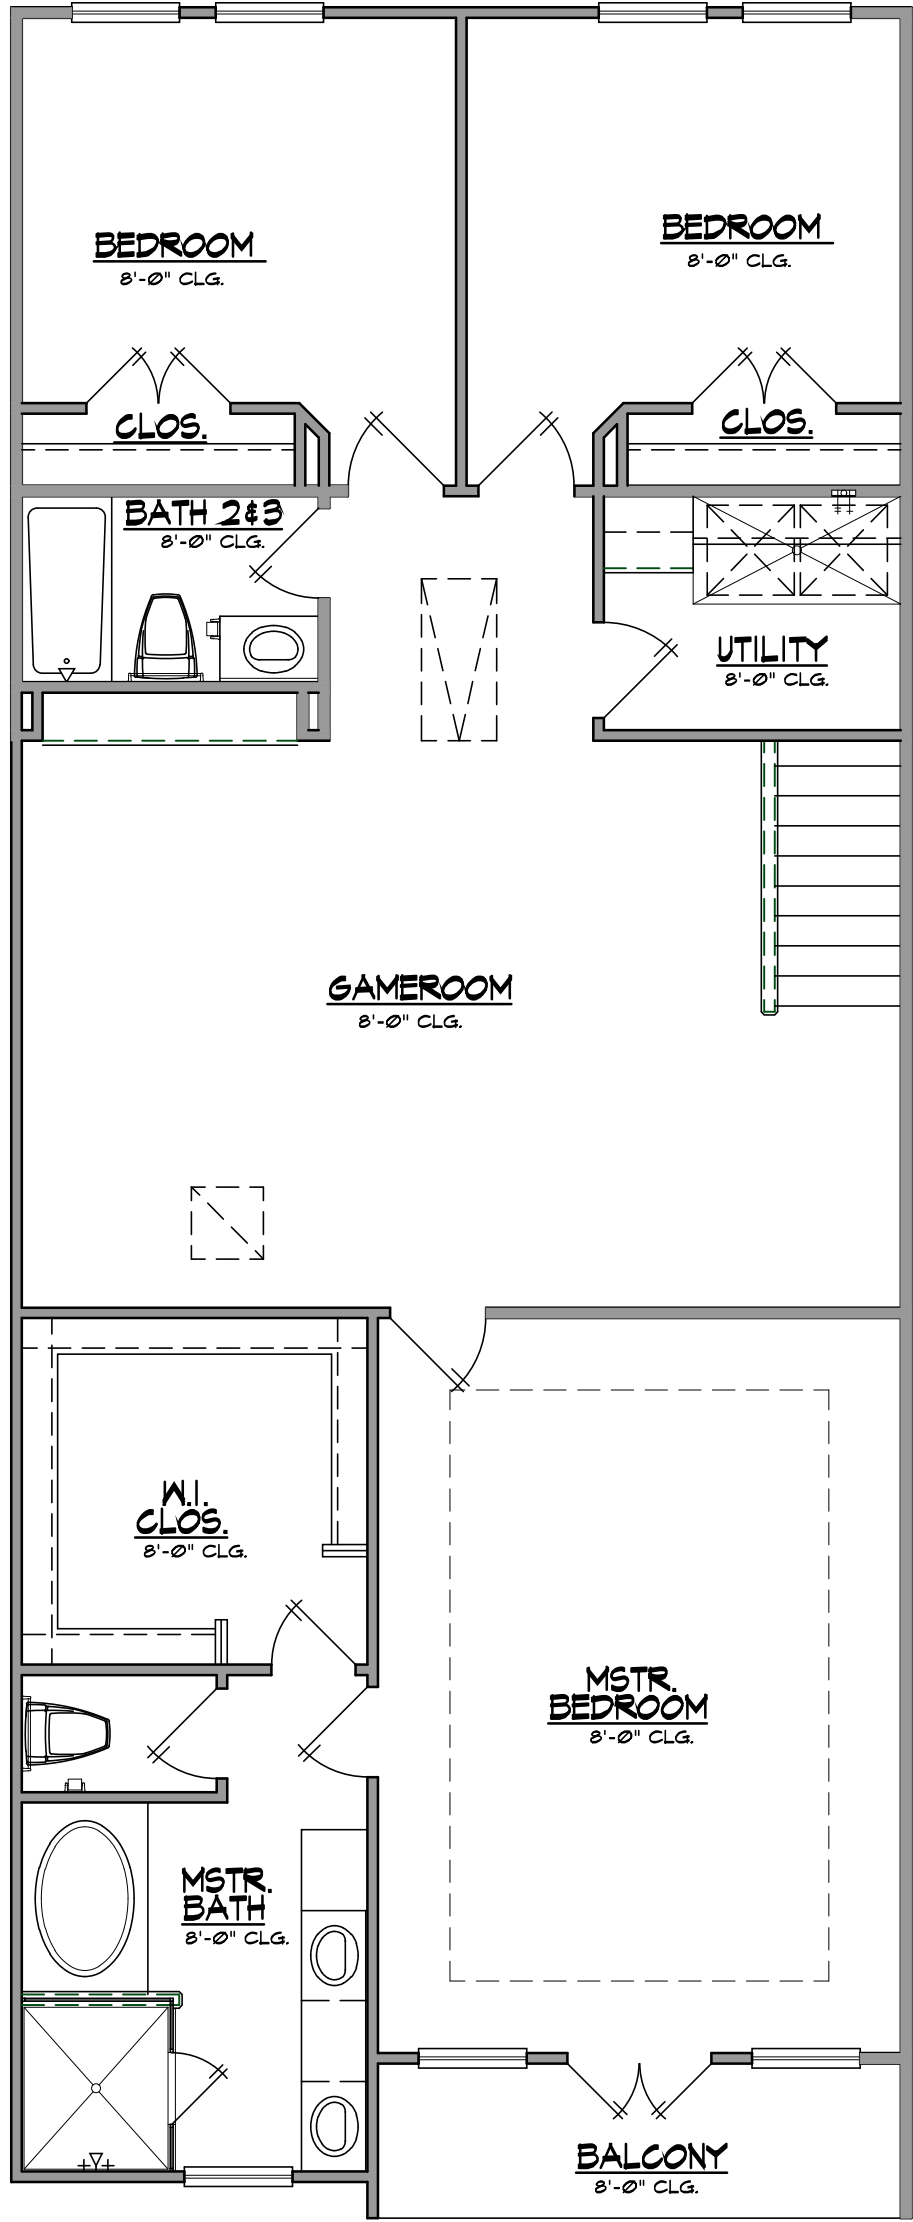 BEDROOM
8'-0" CLG.
BEDROOM
8'-0" CLG.
CLOS.
CLOS.
BATH 2&3
8'-0" CLG.
UTILITY
8'-0" CLG.
GAMEROOM
8'-0" CLG.
W.I.
CLOS.
8'-0" CLG.
MSTR.
BEDROOM
8'-0" CLG.
MSTR.
BATH
8'-0" CLG.
BALCONY
8'-0" CLG.